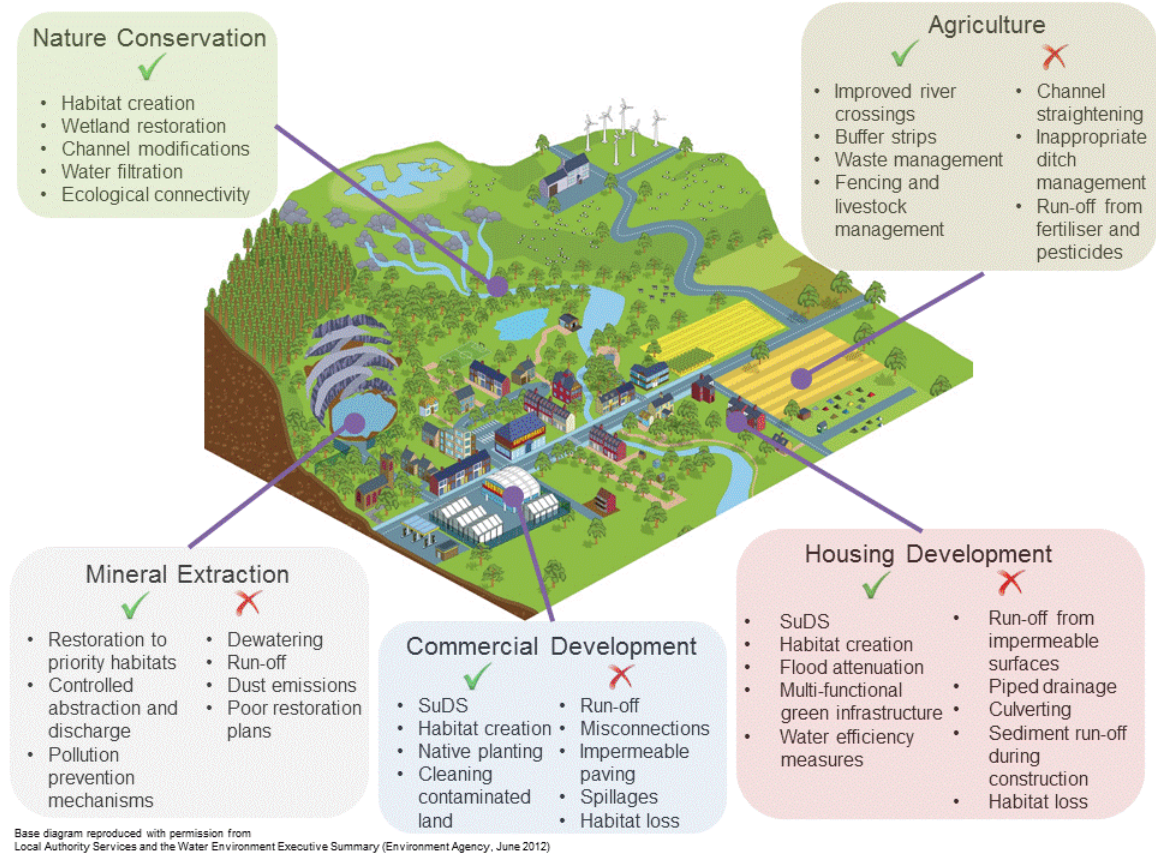 Nature Conservation
• Habitat creation
• Wetland restoration
• Channel modifications
• Water filtration
• Ecological connectivity
Agriculture
• Improved river
crossings
• Buffer strips
• Waste management
• Fencing and
livestock
management
• Channel
straightening
• Inappropriate
ditch
management
• Run-off from
fertiliser and
pesticides
SUPERMARKET
Mineral Extraction
• Restoration to
priority habitats
• Controlled
abstraction and
discharge
• Pollution
prevention
mechanisms
• Dewatering
• Run-off
• Dust emissions
• Poor restoration
plans
Commercial Development
• SuDS
• Habitat creation
• Native planting
• Cleaning
contaminated
land
• Run-off
• Misconnections
• Impermeable
paving
• Spillages
• Habitat loss
Housing Development
• SuDS
• Habitat creation
• Flood attenuation
• Multi-functional
green infrastructure
• Water efficiency
measures
• Run-off from
impermeable
surfaces
• Piped drainage
• Culverting
• Sediment run-off
during
construction
• Habitat loss
Base diagram reproduced with permission from
Local Authority Services and the Water Environment Executive Summary (Environment Agency, June 2012)